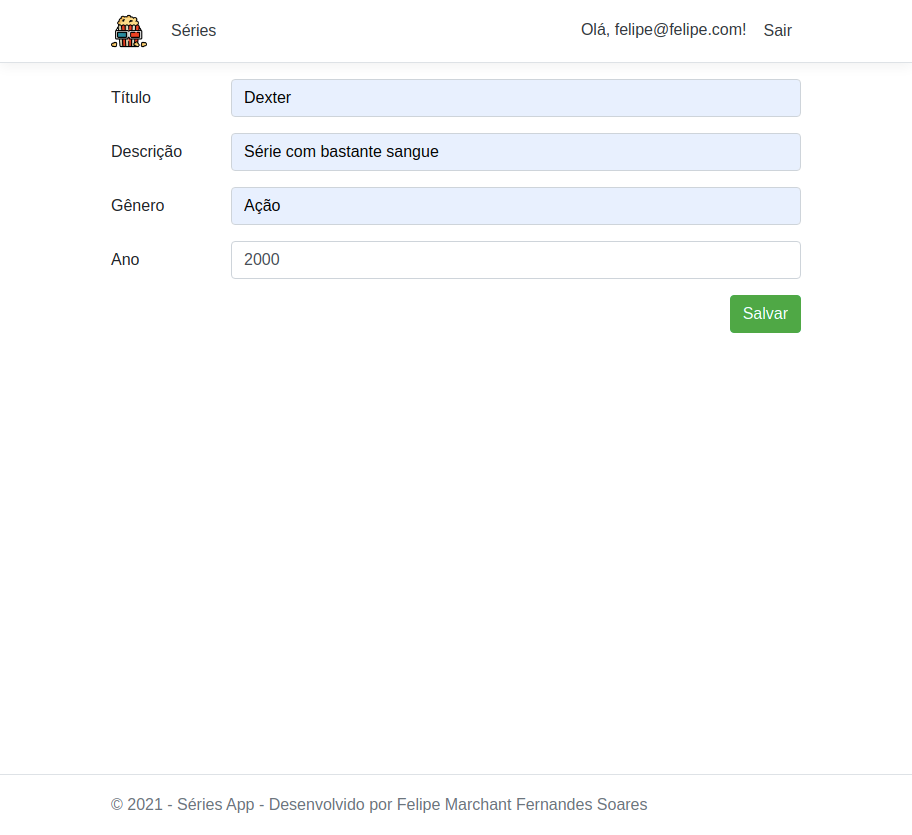 Séries Olá, felipe@felipe.com! Sair
Título Dexter
Descrição Série com bastante sangue
Gênero Ação
Ano 2000
Salvar
© 2021 - Séries App - Desenvolvido por Felipe Marchant Fernandes Soares